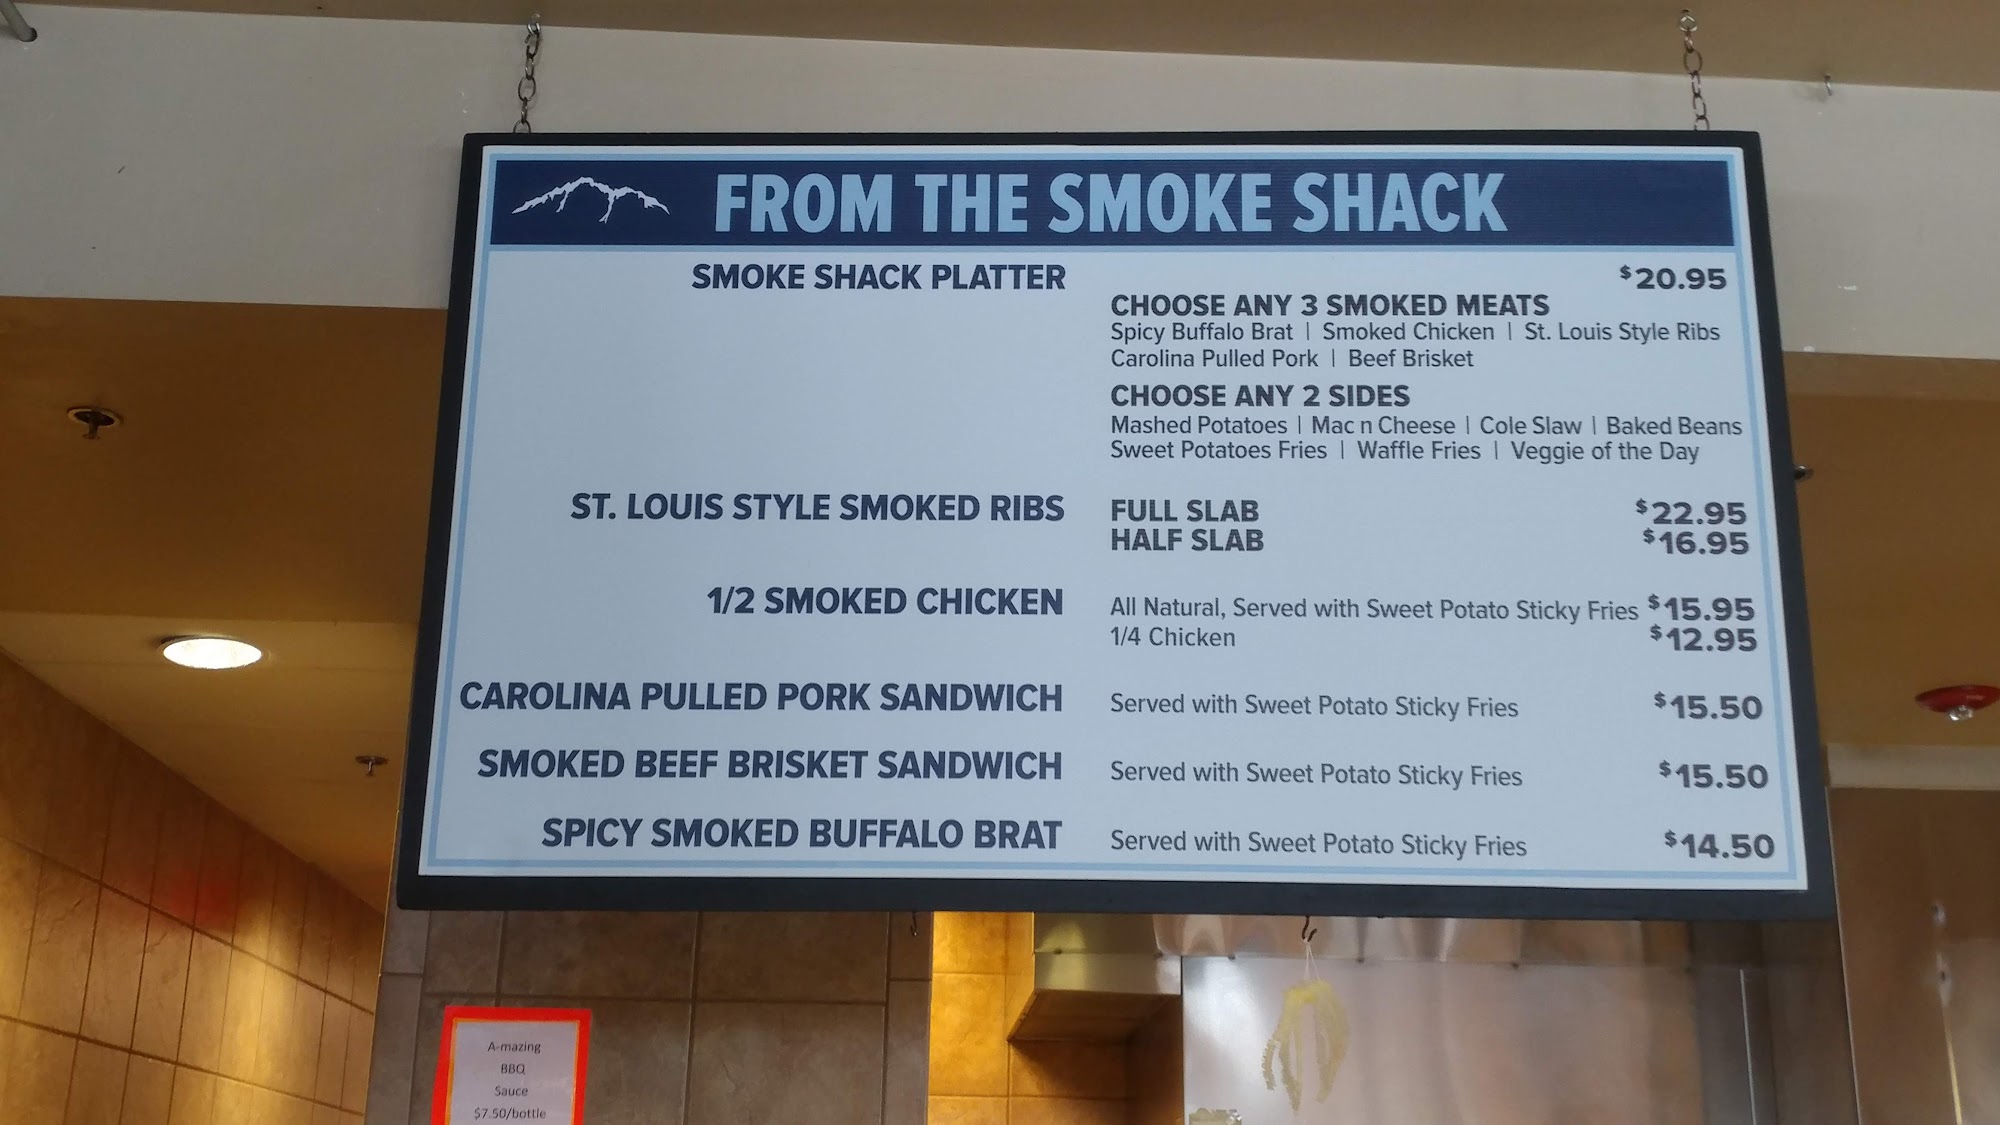 FROM THE SMOKE SHACK
SMOKE SHACK PLATTER $20.95
CHOOSE ANY 3 SMOKED MEATS
Spicy Buffalo Brat | Smoked Chicken | St. Louis Style Ribs
Carolina Pulled Pork | Beef Brisket
CHOOSE ANY 2 SIDES
Mashed Potatoes | Mac n Cheese | Cole Slaw | Baked Beans
Sweet Potatoes Fries | Waffle Fries | Veggie of the Day
ST. LOUIS STYLE SMOKED RIBS FULL SLAB $22.95
HALF SLAB $16.95
1/2 SMOKED CHICKEN All Natural, Served with Sweet Potato Sticky Fries $15.95
1/4 Chicken $12.95
CAROLINA PULLED PORK SANDWICH Served with Sweet Potato Sticky Fries $15.50
SMOKED BEEF BRISKET SANDWICH Served with Sweet Potato Sticky Fries $15.50
SPICY SMOKED BUFFALO BRAT Served with Sweet Potato Sticky Fries $14.50
A-mazing
BBQ
Sauce
$7.50/bottle